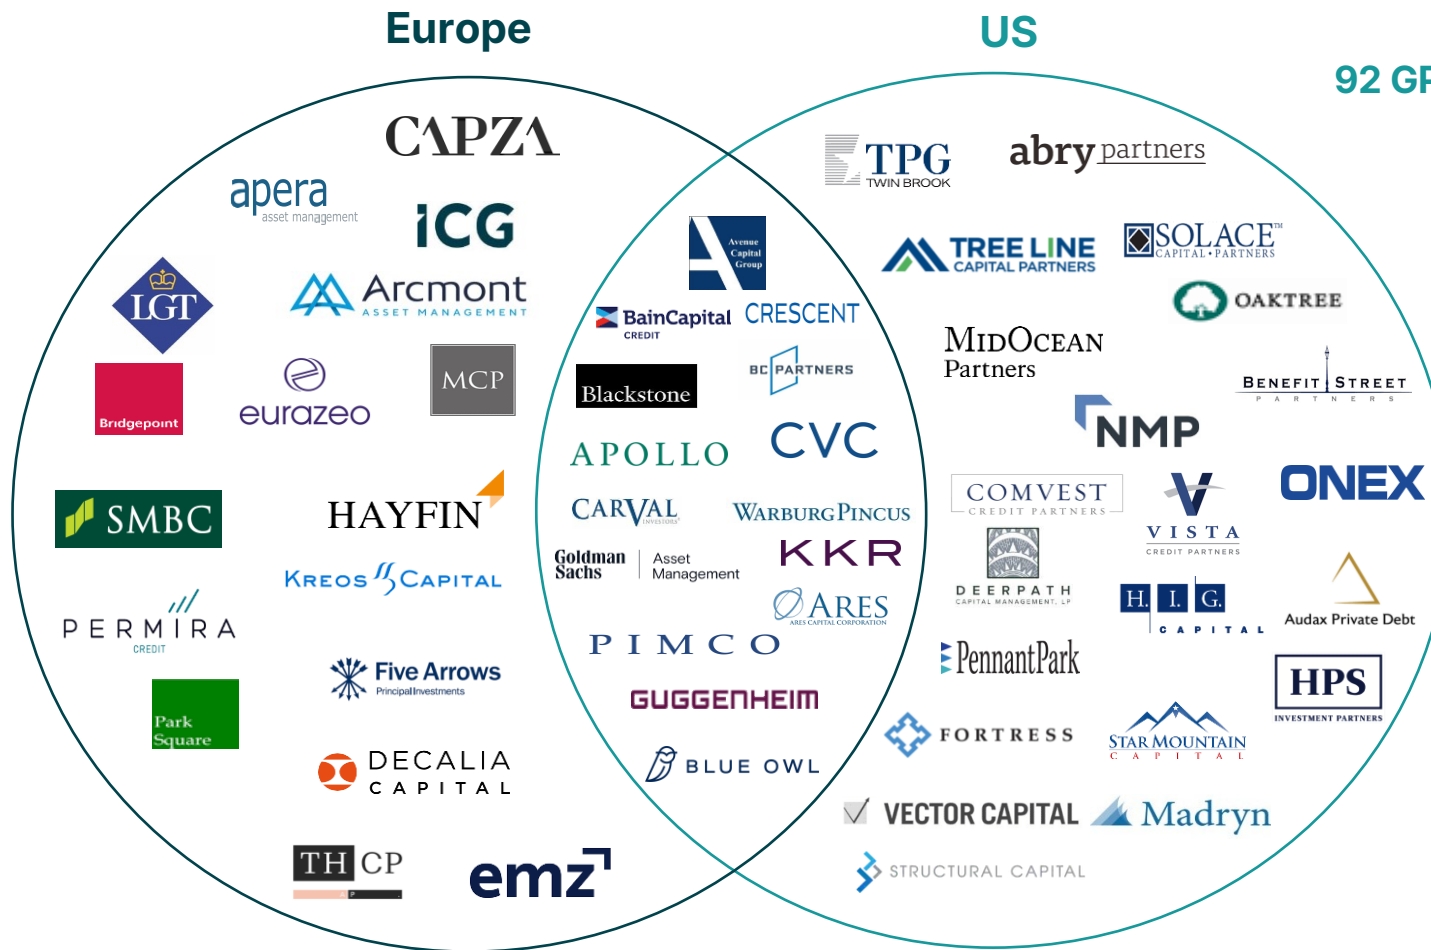 Europe
US
92 GP
CAPZA
apera
asset management
ICG
LGT
Arcmont
ASSET MANAGEMENT
Bridgepoint
eurazeo
MCP
SMBC
HAYFIN
KREOS CAPITAL
PERMIRA
CREDIT
Five Arrows
Principal Investments
Park
Square
DECALIA
CAPITAL
TH CP
emz
Avenue
Capital
Group
BainCapital
CREDIT
CRESCENT
Blackstone
BC PARTNERS
APOLLO
CVC
CARVAL
INVESTORS
WARBURG PINCUS
Goldman
Sachs
Asset
Management
KKR
ARES
ARES CAPITAL CORPORATION
PIMCO
GUGGENHEIM
BLUE OWL
TPG
TWIN BROOK
abry partners
TREE LINE
CAPITAL PARTNERS
SOLACE™
CAPITAL • PARTNERS
OAKTREE
MIDOCEAN
Partners
BENEFIT STREET
PARTNERS
NMP
COMVEST
CREDIT PARTNERS
VISTA
CREDIT PARTNERS
ONEX
DEERPATH
CAPITAL MANAGEMENT, LP
H.I.G.
CAPITAL
Audax Private Debt
PennantPark
HPS
INVESTMENT PARTNERS
FORTRESS
STAR MOUNTAIN
CAPITAL
VECTOR CAPITAL
Madryn
STRUCTURAL CAPITAL